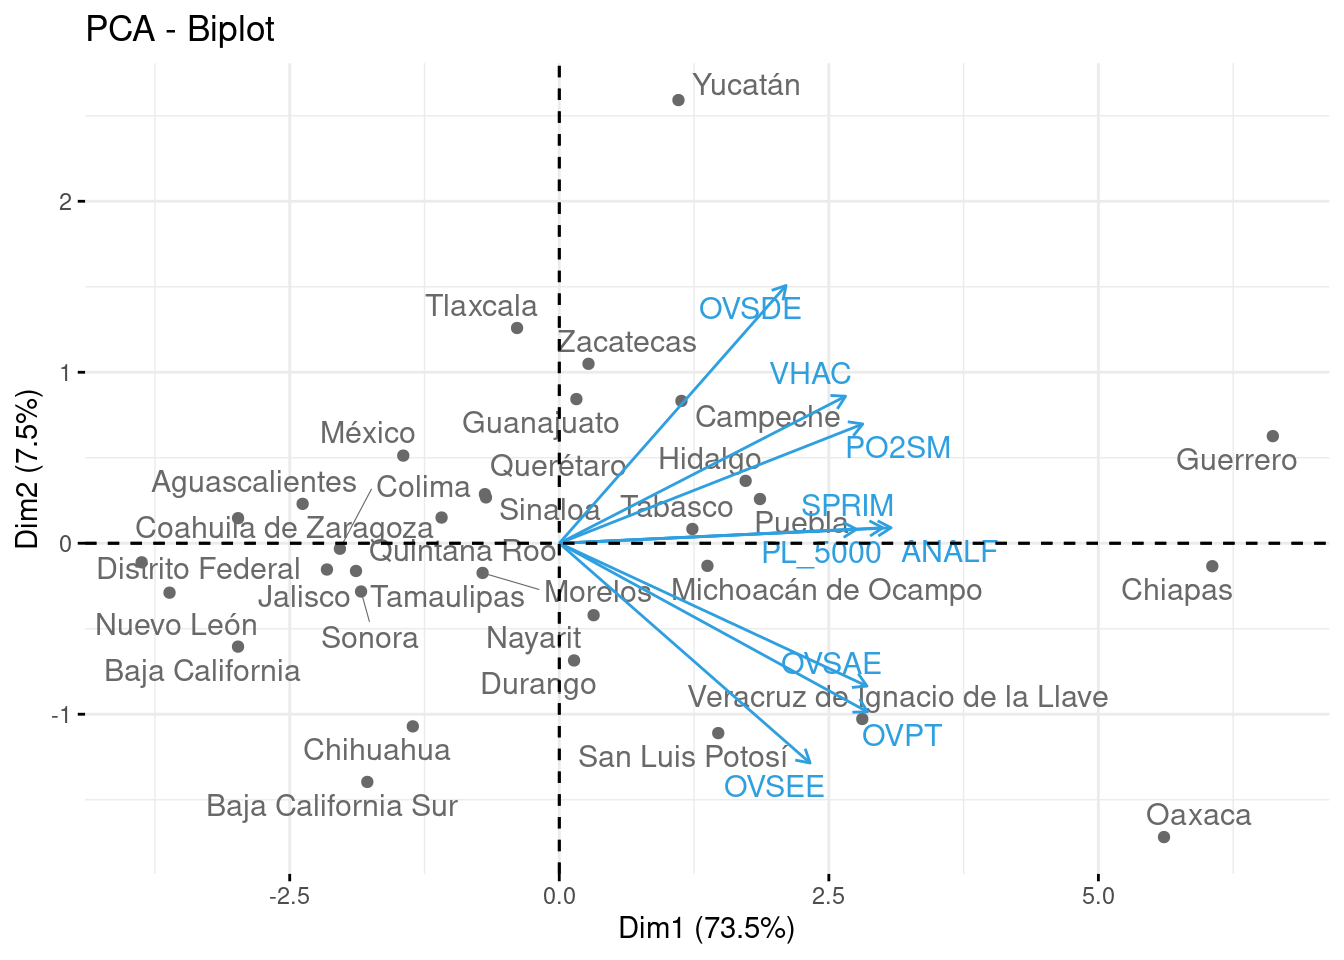 PCA - Biplot
Yucatán
2
Tlaxcala
OVSDE
Zacatecas
1
VHAC
Campeche
Guanajuato
México
PO2SM
Guerrero
Querétaro
Hidalgo
Aguascalientes
Colima
SPRIM
Sinaloa
Tabasco
Puebla
Coahuila de Zaragoza
0
Quintana Roo
PL_5000
ANALF
Distrito Federal
Jalisco
Tamaulipas
Morelos
Michoacán de Ocampo
Chiapas
Nuevo León
Sonora
Nayarit
Baja California
OVSAE
Durango
Veracruz de Ignacio de la Llave
-1
OVPT
Chihuahua
San Luis Potosí
OVSEE
Baja California Sur
Oaxaca
-2.5
0.0
2.5
5.0
Dim1 (73.5%)
Dim2 (7.5%)